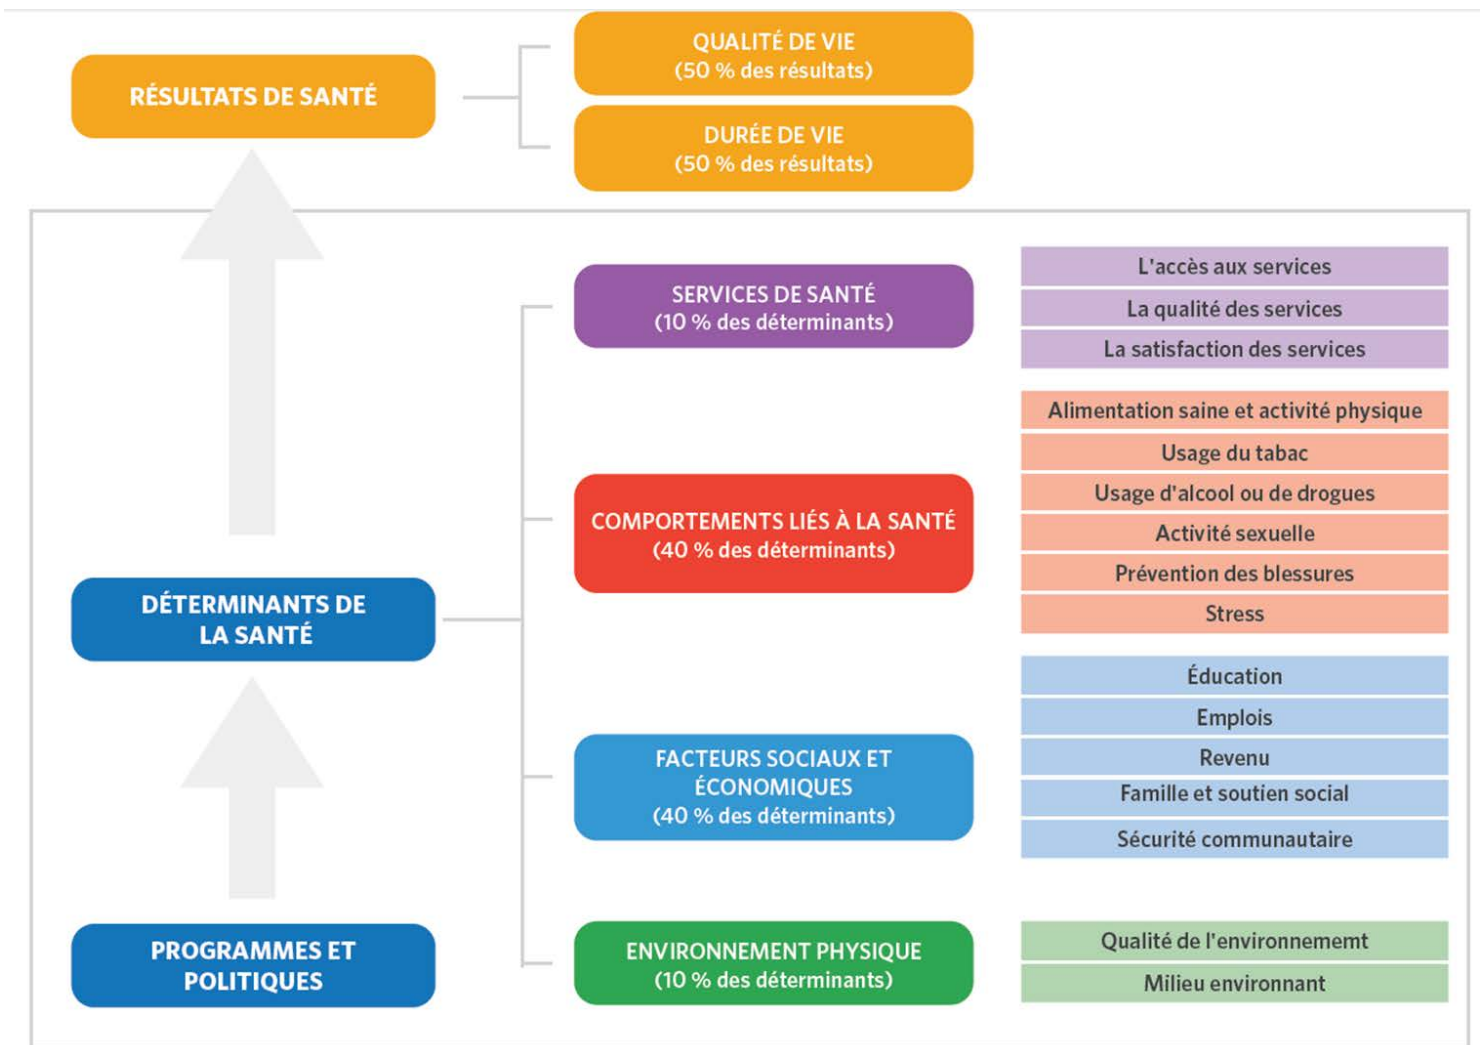 RÉSULTATS DE SANTÉ
QUALITÉ DE VIE
(50 % des résultats)
DURÉE DE VIE
(50 % des résultats)
DÉTERMINANTS DE
LA SANTÉ
SERVICES DE SANTÉ
(10 % des déterminants)
L'accès aux services
La qualité des services
La satisfaction des services
COMPORTEMENTS LIÉS À LA SANTÉ
(40 % des déterminants)
Alimentation saine et activité physique
Usage du tabac
Usage d'alcool ou de drogues
Activité sexuelle
Prévention des blessures
Stress
FACTEURS SOCIAUX ET
ÉCONOMIQUES
(40 % des déterminants)
Éducation
Emplois
Revenu
Famille et soutien social
Sécurité communautaire
PROGRAMMES ET
POLITIQUES
ENVIRONNEMENT PHYSIQUE
(10 % des déterminants)
Qualité de l'environnememt
Milieu environnant